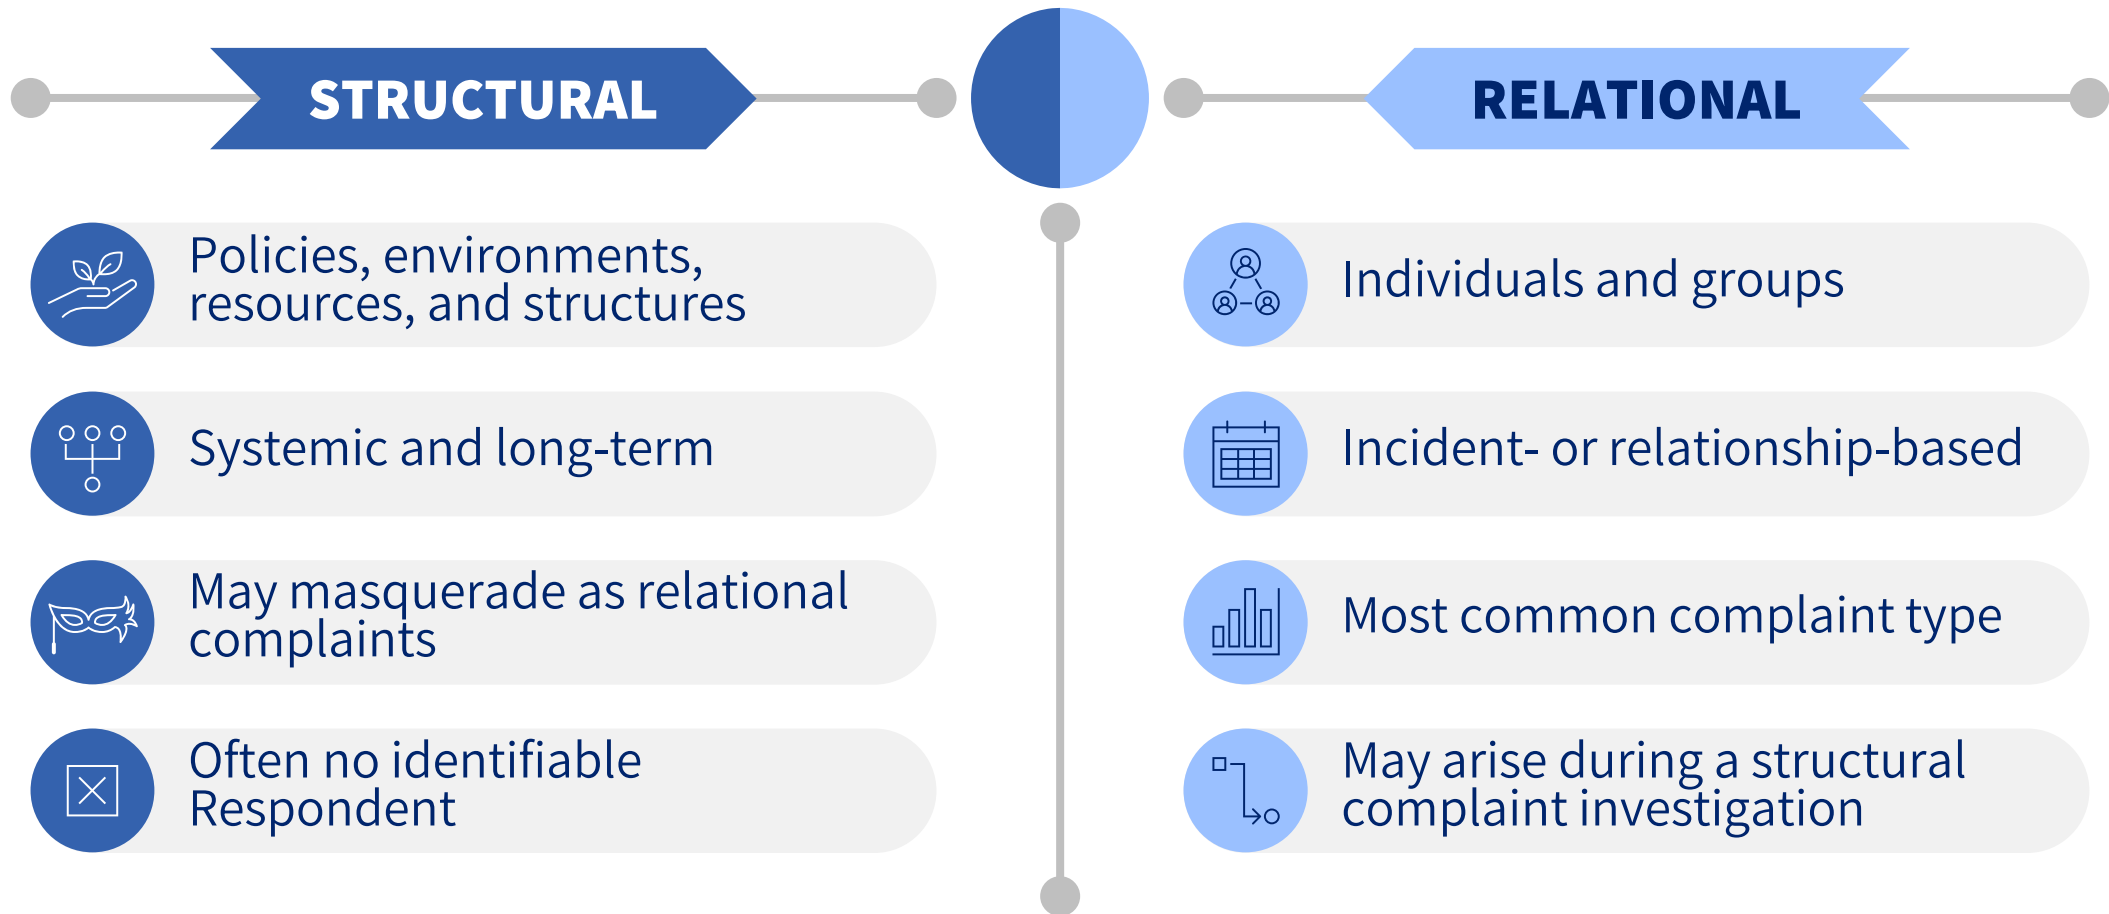 STRUCTURAL
Policies, environments,
resources, and structures
Systemic and long-term
May masquerade as relational
complaints
Often no identifiable
Respondent
RELATIONAL
Individuals and groups
Incident- or relationship-based
Most common complaint type
May arise during a structural
complaint investigation